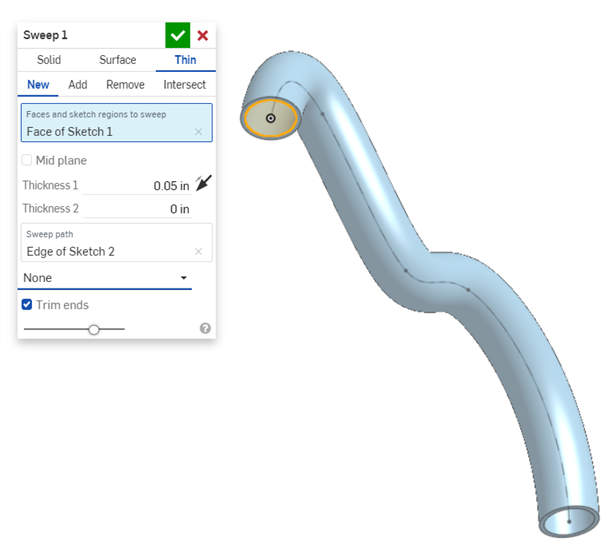 Sweep 1
Solid Surface Thin
New Add Remove Intersect
Faces and sketch regions to sweep
Face of Sketch 1
Mid plane
Thickness 1 0.05 in
Thickness 2 0 in
Sweep path
Edge of Sketch 2
None
Trim ends
?